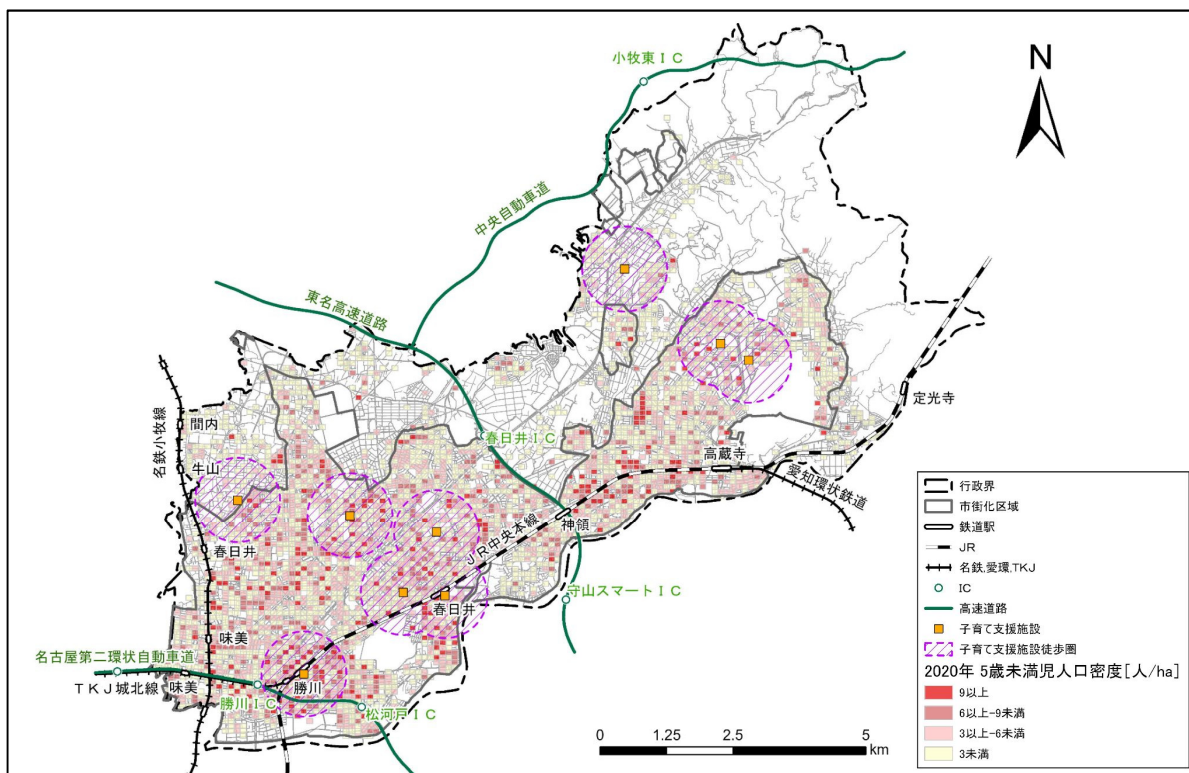 小牧東ＩＣ
N
中央自動車道
東名高速道路
名鉄小牧線
間内
牛山
春日井ＩＣ
定光寺
高蔵寺
愛知環状鉄道
ＪＲ中央本線
神領
春日井
春日井
守山スマートＩＣ
味美
名古屋第二環状自動車道
ＴＫＪ城北線
味美
勝川
勝川ＩＣ
松河戸ＩＣ
0 1.25 2.5 5
km
行政界
市街化区域
鉄道駅
ＪＲ
名鉄,愛環,TKJ
IC
高速道路
子育て支援施設
子育て支援施設徒歩圏
2020年 5歳未満児人口密度[人/ha]
9以上
6以上-9未満
3以上-6未満
3未満